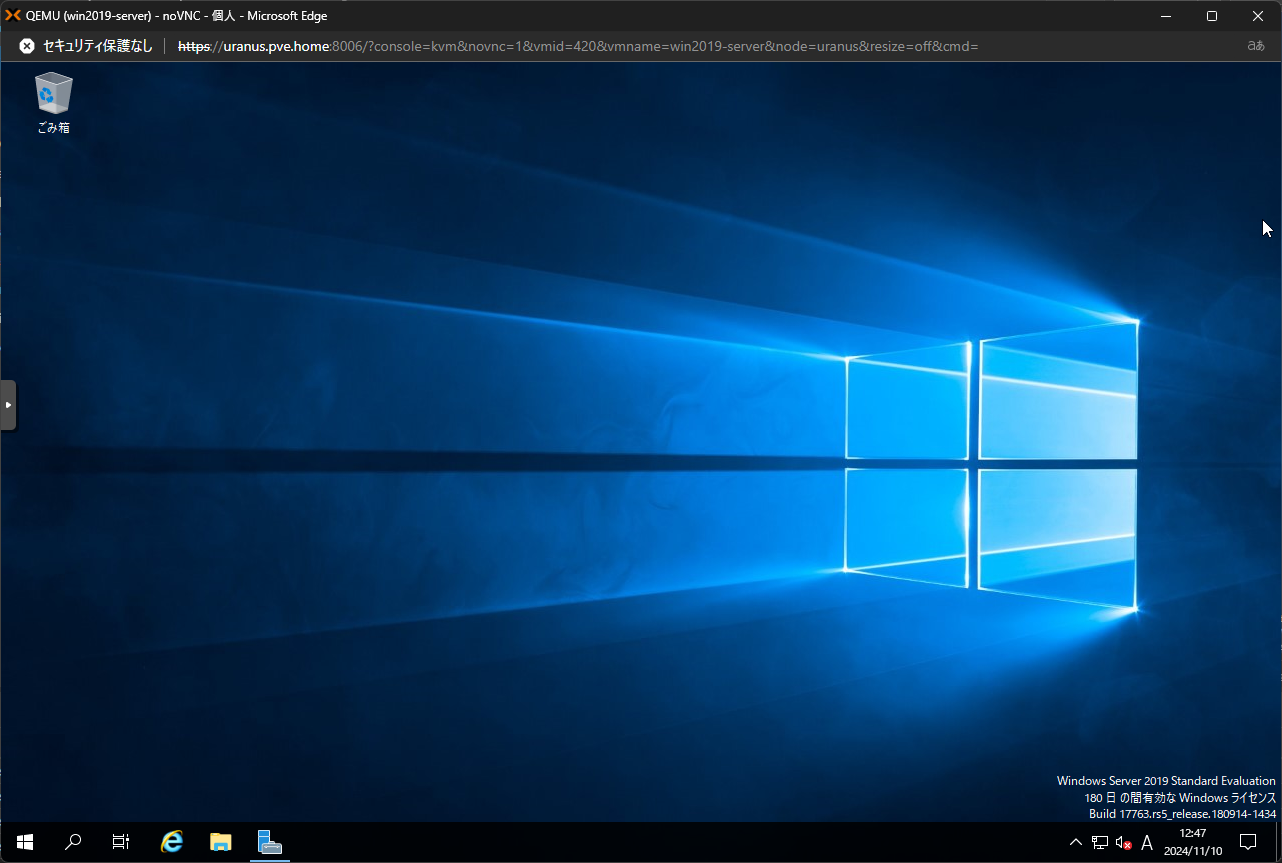 QEMU (win2019-server) - noVNC - 個人 - Microsoft Edge
セキュリティ保護なし https://uranus.pve.home:8006/?console=kvm&novnc=1&vmid=420&vmname=win2019-server&node=uranus&resize=off&cmd=
aあ
ごみ箱
Windows Server 2019 Standard Evaluation
180 日 の間有効な Windows ライセンス
Build 17763.rs5_release.180914-1434
A
12:47
2024/11/10